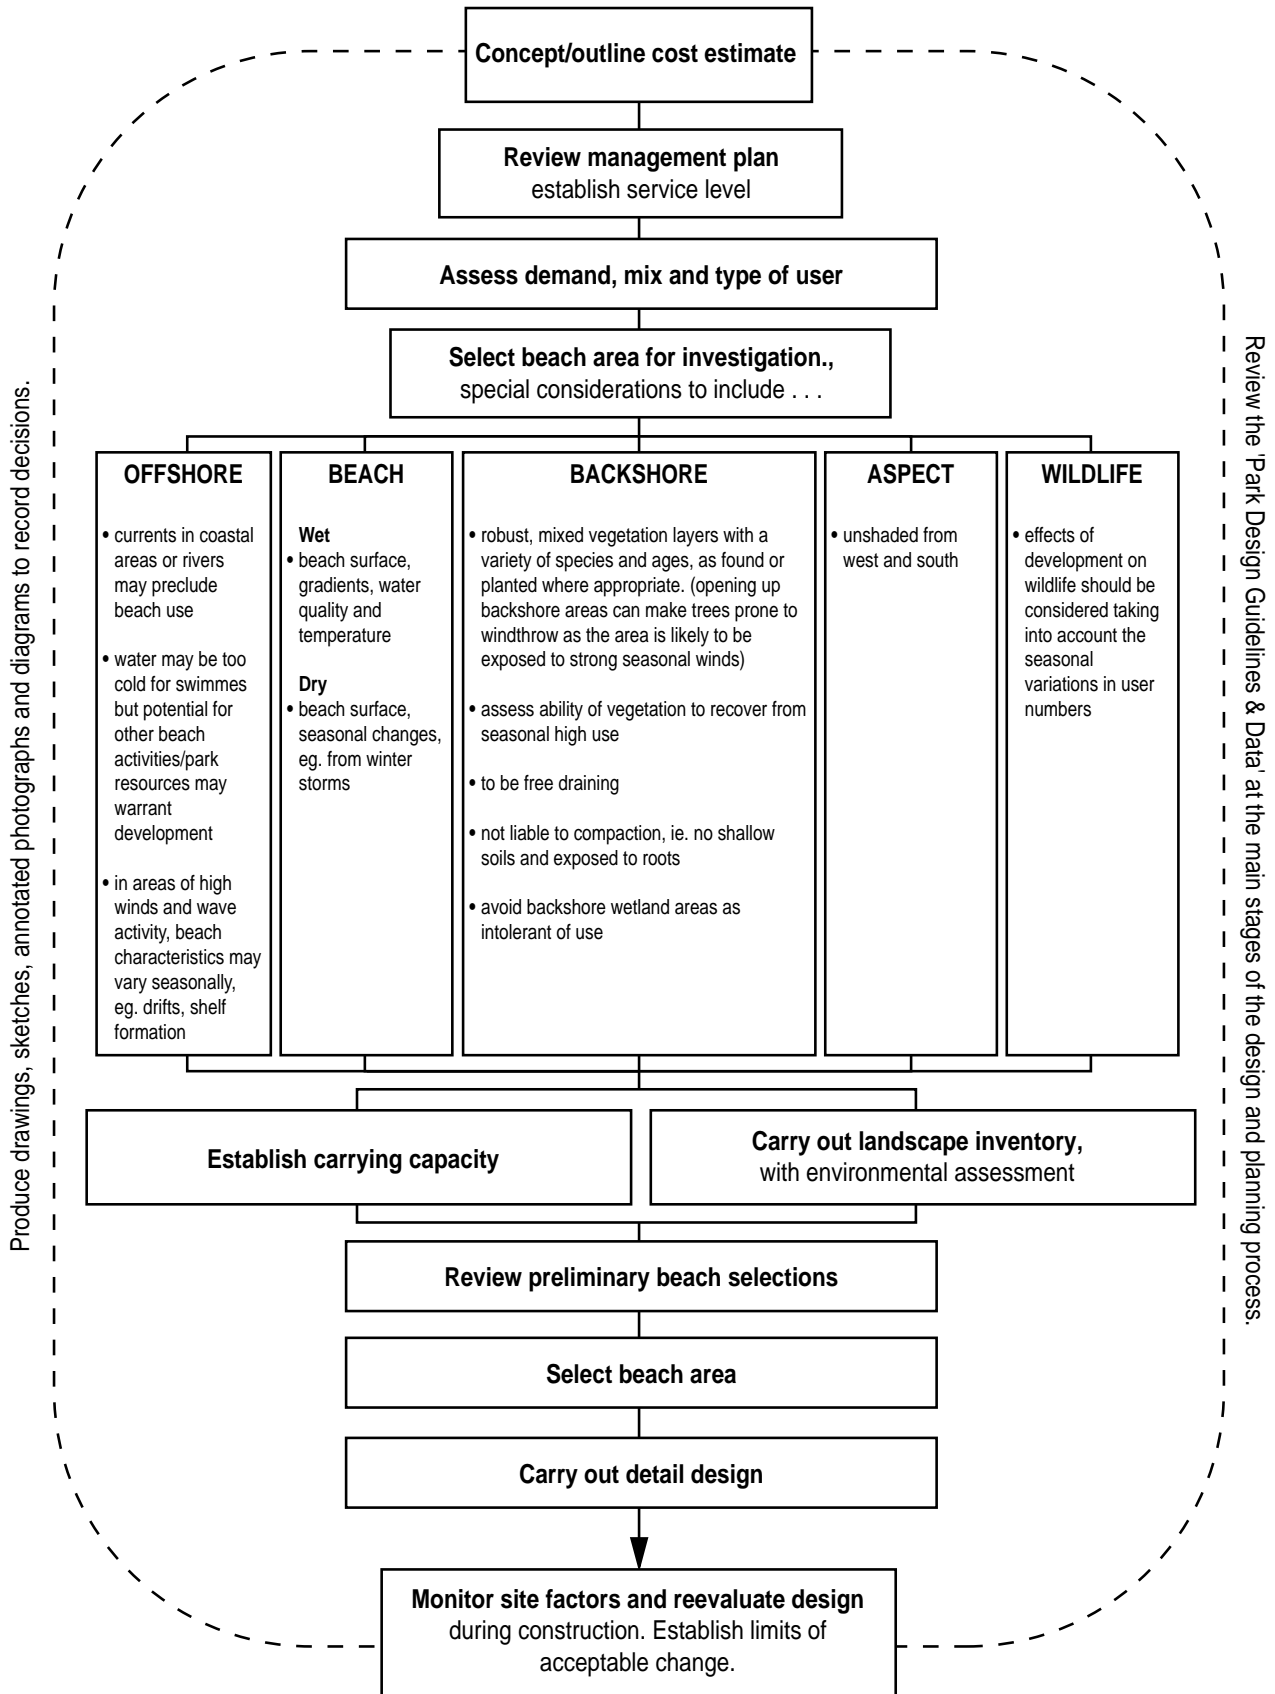 Concept/outline cost estimate
Review management plan
establish service level
Assess demand, mix and type of user
Select beach area for investigation.,
special considerations to include . . .
OFFSHORE
• currents in coastal
areas or rivers
may preclude
beach use
• water may be too
cold for swimmes
but potential for
other beach
activities/park
resources may
warrant
development
• in areas of high
winds and wave
activity, beach
characteristics may
vary seasonally,
eg. drifts, shelf
formation
BEACH
Wet
• beach surface,
gradients, water
quality and
temperature
Dry
• beach surface,
seasonal changes,
eg. from winter
storms
BACKSHORE
• robust, mixed vegetation layers with a
variety of species and ages, as found or
planted where appropriate. (opening up
backshore areas can make trees prone to
windthrow as the area is likely to be
exposed to strong seasonal winds)
• assess ability of vegetation to recover from
seasonal high use
• to be free draining
• not liable to compaction, ie. no shallow
soils and exposed to roots
• avoid backshore wetland areas as
intolerant of use
ASPECT
• unshaded from
west and south
WILDLIFE
• effects of
development on
wildlife should be
considered taking
into account the
seasonal
variations in user
numbers
Establish carrying capacity
Carry out landscape inventory,
with environmental assessment
Review preliminary beach selections
Select beach area
Carry out detail design
Monitor site factors and reevaluate design
during construction. Establish limits of
acceptable change.
Produce drawings, sketches, annotated photographs and diagrams to record decisions.
Review the 'Park Design Guidelines & Data' at the main stages of the design and planning process.